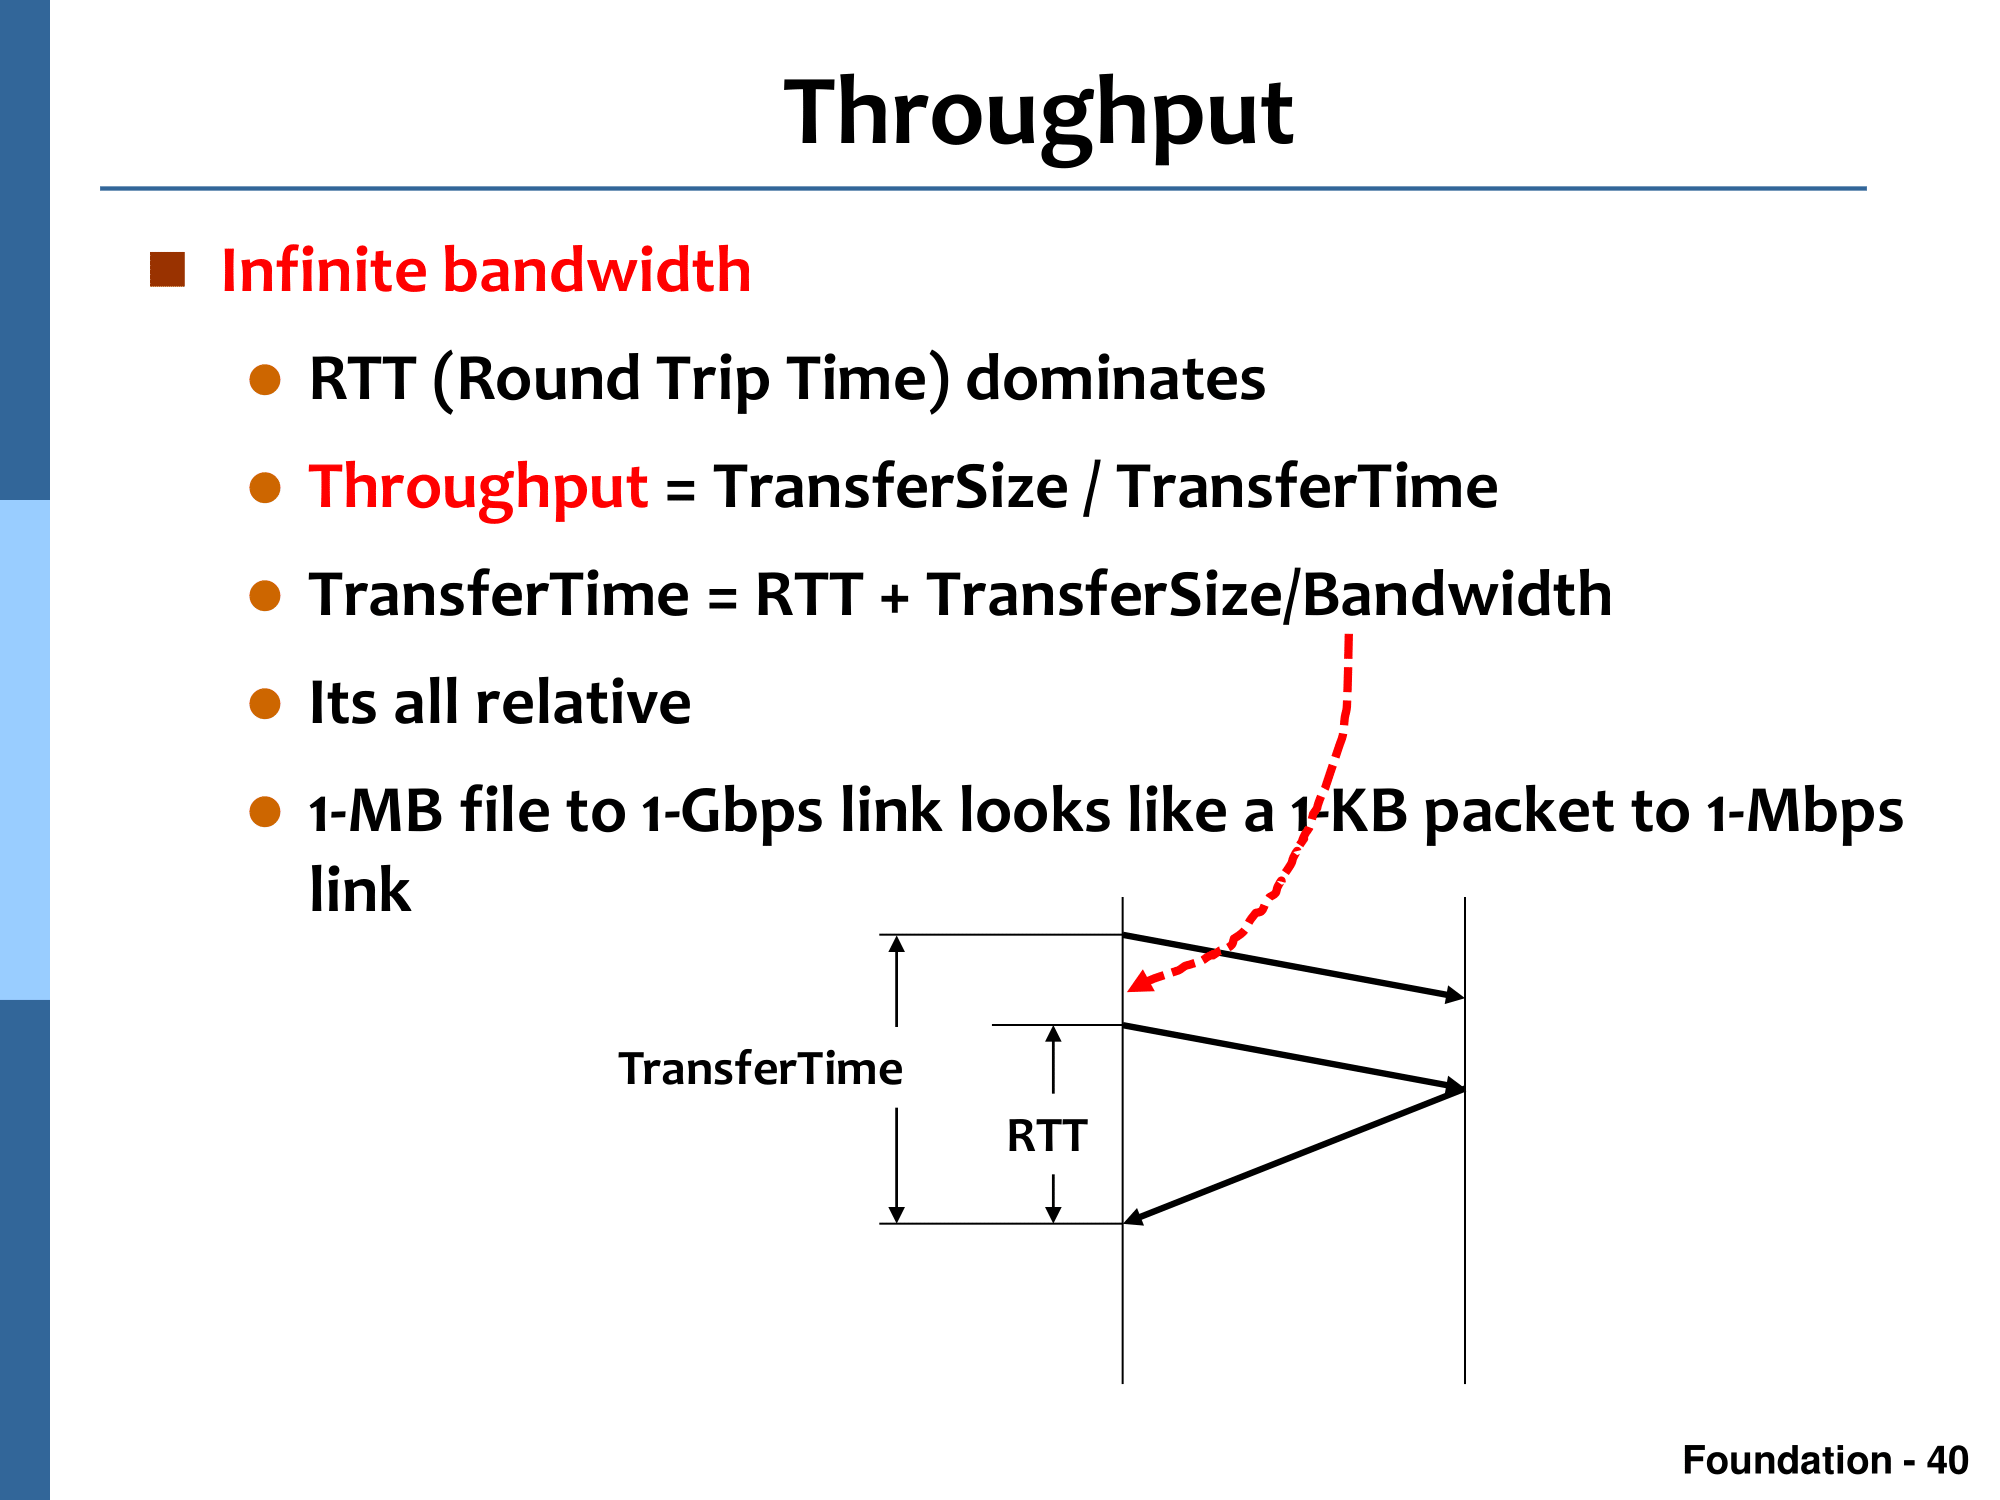 Throughput
Infinite bandwidth
RTT (Round Trip Time) dominates
Throughput = TransferSize / TransferTime
TransferTime = RTT + TransferSize/Bandwidth
Its all relative
1-MB file to 1-Gbps link looks like a 1-KB packet to 1-Mbps
link
TransferTime
RTT
Foundation - 40